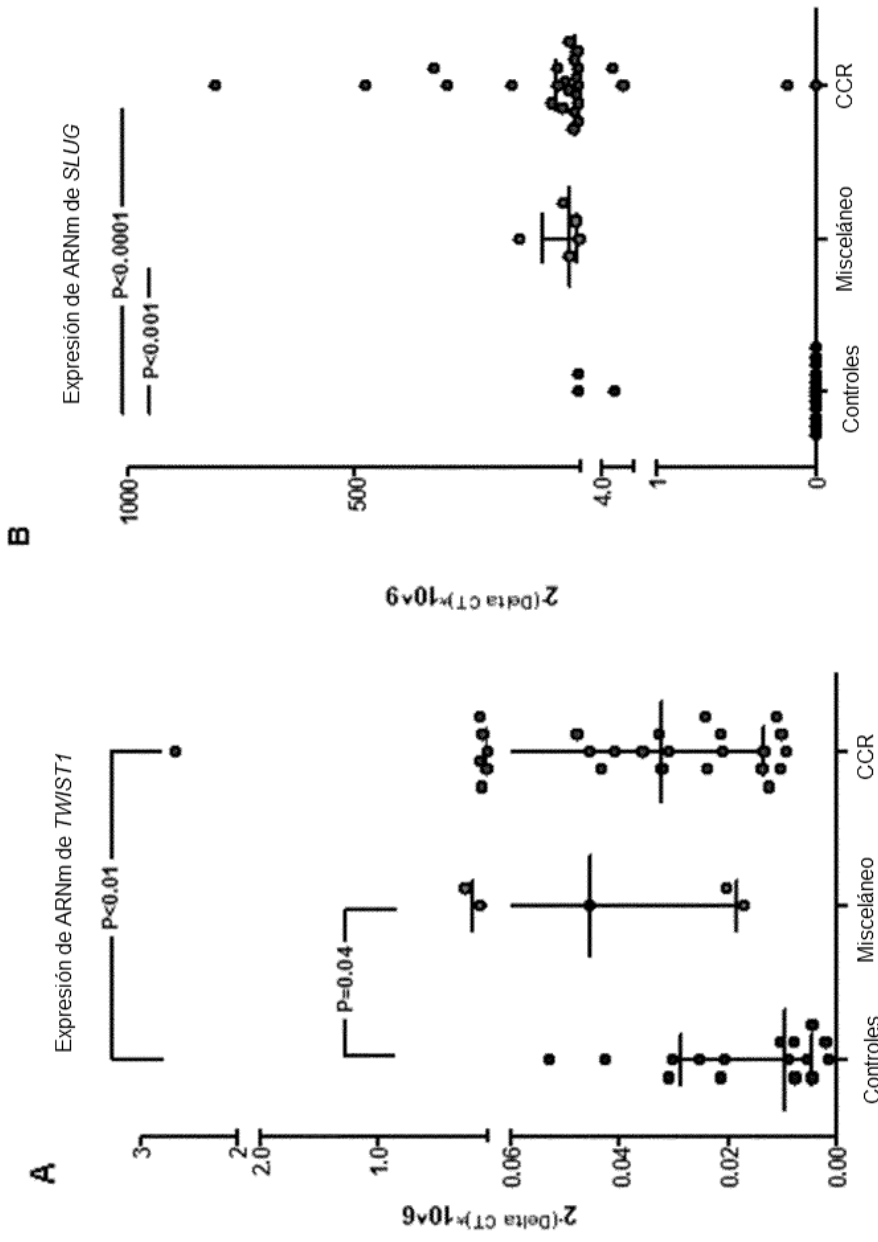 A
Expresión de ARNm de TWIST1
P<0.01
P=0.04
2-(Delta CT)*10^6
3
2
2.0
1.0
0.06
0.04
0.02
0.00
Controles
Misceláneo
CCR
B
Expresión de ARNm de SLUG
P<0.0001
P<0.001
2-(Delta CT)*10^9
1000
500
4.0
1
0
Controles
Misceláneo
CCR